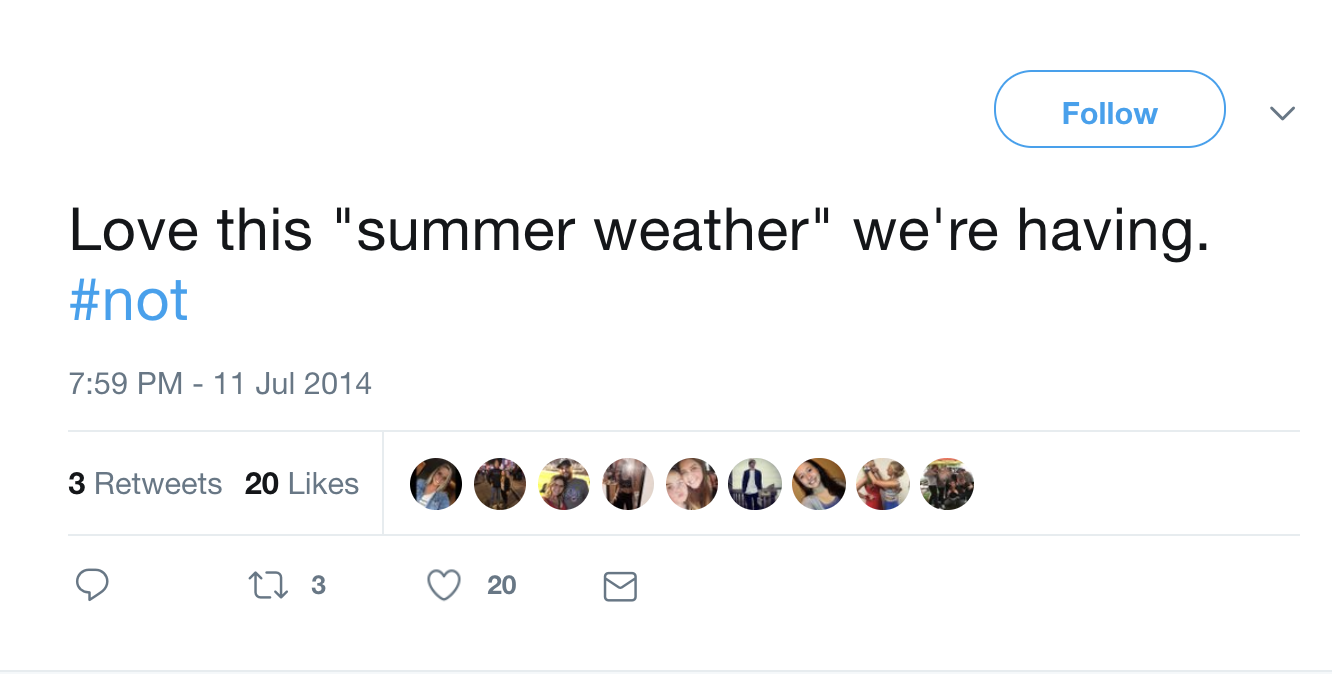 Follow
Love this "summer weather" we're having.
#not
7:59 PM - 11 Jul 2014
3 Retweets 20 Likes
3 20